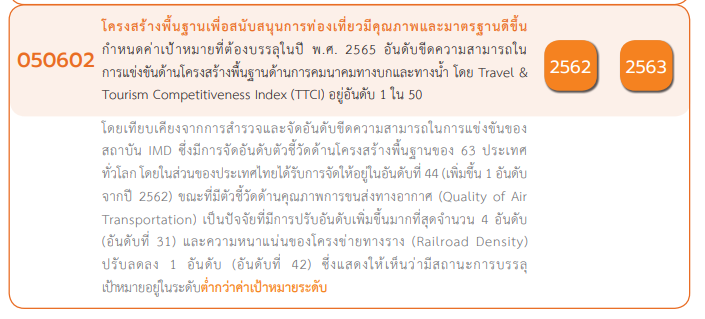 โครงสร้างพื้นฐานเพื่อสนับสนุนการท่องเที่ยวมีคุณภาพและมาตรฐานดีขึ้น
กำหนดค่าเป้าหมายที่ต้องบรรลุในปี พ.ศ. 2565 อันดับขีดความสามารถใน
050602
การแข่งขันด้านโครงสร้างพื้นฐานด้านการคมนาคมทางบกและทางน้ำ โดย Travel &
Tourism Competitiveness Index (TTCI) อยู่อันดับ 1 ใน 50
2562
2563
โดยเทียบเคียงจากการสำรวจและจัดอันดับขีดความสามารถในการแข่งขันของ
สถาบัน IMD ซึ่งมีการจัดอันดับตัวชี้วัดด้านโครงสร้างพื้นฐานของ 63 ประเทศ
ทั่วโลก โดยในส่วนของประเทศไทยได้รับการจัดให้อยู่ในอันดับที่ 44 (เพิ่มขึ้น 1 อันดับ
จากปี 2562) ขณะที่มีตัวชี้วัดด้านคุณภาพการขนส่งทางอากาศ (Quality of Air
Transportation) เป็นปัจจัยที่มีการปรับอันดับเพิ่มขึ้นมากที่สุดจำนวน 4 อันดับ
(อันดับที่ 31) และความหนาแน่นของโครงข่ายทางราง (Railroad Density)
ปรับลดลง 1 อันดับ (อันดับที่ 42) ซึ่งแสดงให้เห็นว่ามีสถานะการบรรลุ
เป้าหมายอยู่ในระดับต่ำกว่าค่าเป้าหมายระดับ